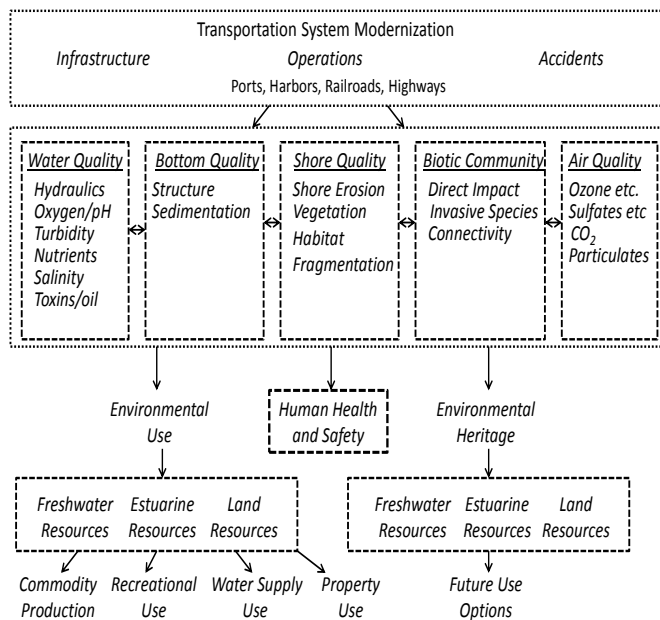 Transportation System Modernization
Infrastructure Operations Accidents
Ports, Harbors, Railroads, Highways
Water Quality
Hydraulics
Oxygen/pH
Turbidity
Nutrients
Salinity
Toxins/oil
Bottom Quality
Structure
Sedimentation
Shore Quality
Shore Erosion
Vegetation
Habitat
Fragmentation
Biotic Community
Direct Impact
Invasive Species
Connectivity
Air Quality
Ozone etc.
Sulfates etc
CO2
Particulates
Environmental
Use
Human Health
and Safety
Environmental
Heritage
Freshwater
Resources
Estuarine
Resources
Land
Resources
Freshwater
Resources
Estuarine
Resources
Land
Resources
Commodity
Production
Recreational
Use
Water Supply
Use
Property
Use
Future Use
Options